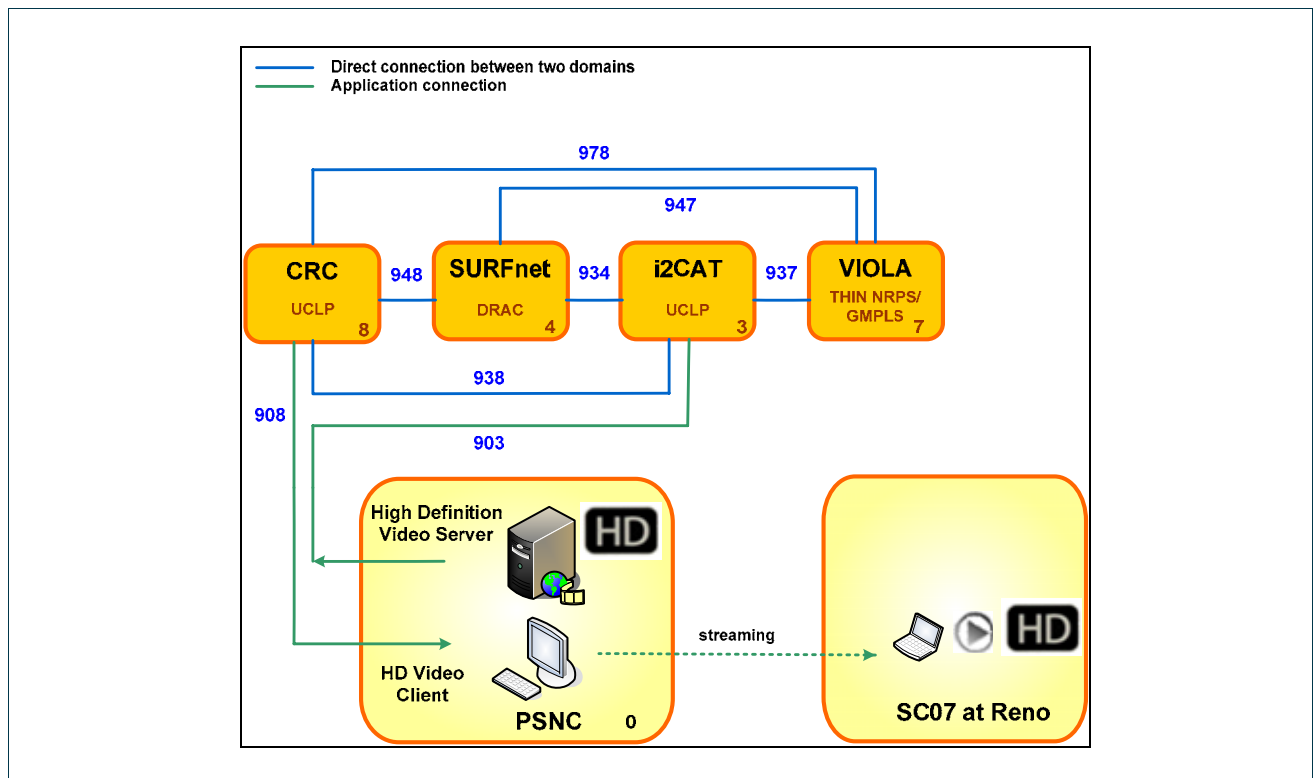 Direct connection between two domains
Application connection
978
947
CRC
UCLP
8
948
SURFnet
DRAC
4
934
i2CAT
UCLP
3
937
VIOLA
THIN NRPS/
GMPLS
7
938
908
903
High Definition
Video Server
HD
HD Video
Client
PSNC
0
streaming
HD
SC07 at Reno